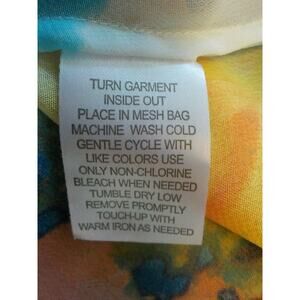 TURN GARMENT
INSIDE OUT
PLACE IN MESH BAG
MACHINE WASH COLD
GENTLE CYCLE WITH
LIKE COLORS USE
ONLY NON-CHLORINE
BLEACH WHEN NEEDED
TUMBLE DRY LOW
REMOVE PROMPTLY
TOUCH-UP WITH
WARM IRON AS NEEDED